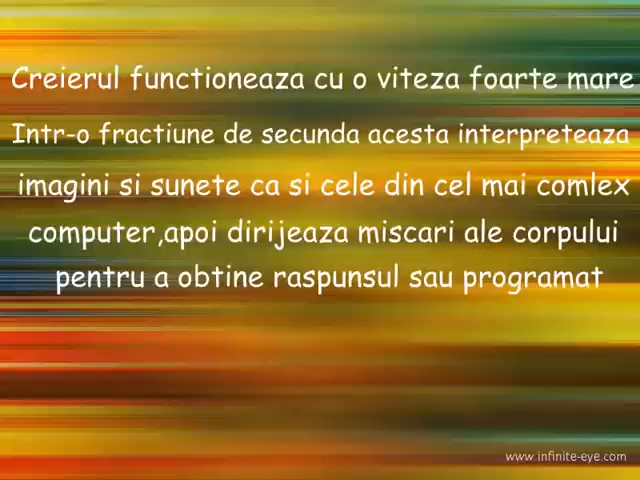 Creierul functioneaza cu o viteza foarte mare
Intr-o fractiune de secunda acesta interpreteaza
imagini si sunete ca si cele din cel mai comlex
computer,apoi dirijeaza miscari ale corpului
pentru a obtine raspunsul sau programat
www.infinite-eye.com